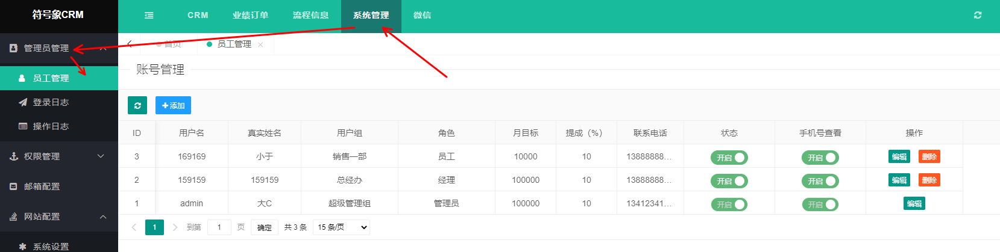 符号象CRM
CRM 业绩订单 流程信息 系统管理 微信
管理员管理
员工管理
登录日志
操作日志
权限管理
邮箱配置
网站配置
系统设置
首页 员工管理
账号管理
添加
ID 用户名 真实姓名 用户组 角色 月目标 提成（%） 联系电话 状态 手机号查看 操作
3 169169 小于 销售一部 员工 10000 10 13888888... 开启 开启 编辑 删除
2 159159 159159 总经办 经理 100000 10 13888888... 开启 开启 编辑 删除
1 admin 大C 超级管理组 管理员 100000 10 13412341... 开启 开启 编辑
1 到第 1 页 确定 共 3 条 15 条/页